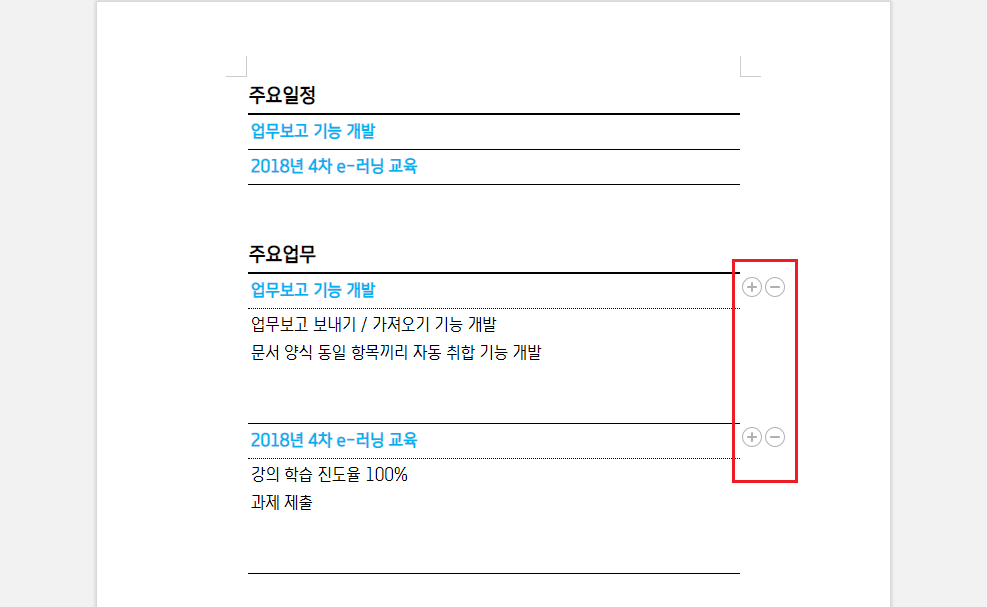 주요일정
업무보고 기능 개발
2018년 4차 e-러닝 교육
주요업무
업무보고 기능 개발
업무보고 보내기 / 가져오기 기능 개발
문서 양식 동일 항목끼리 자동 취합 기능 개발
2018년 4차 e-러닝 교육
강의 학습 진도율 100%
과제 제출